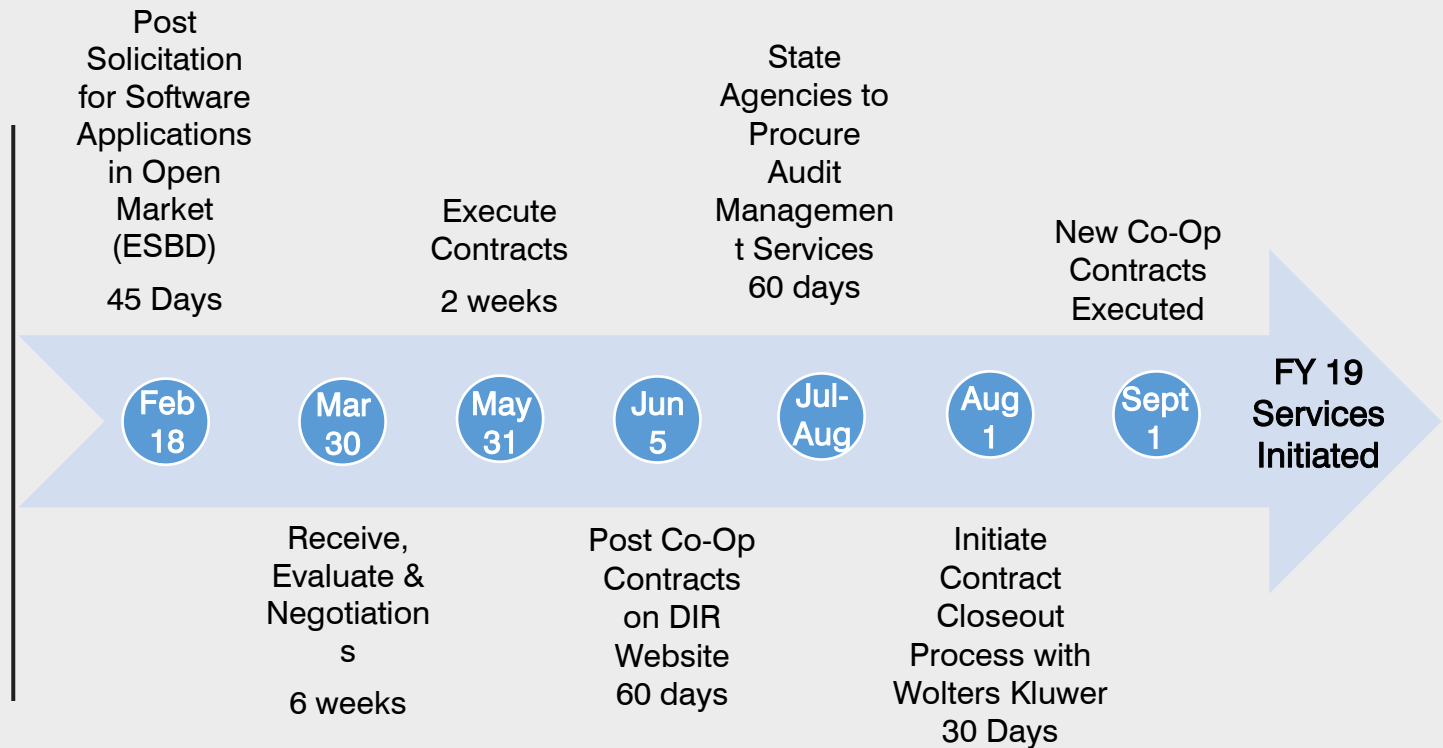 Post
Solicitation
for Software
Applications
in Open
Market
(ESBD)
45 Days
Execute
Contracts
2 weeks
State
Agencies to
Procure
Audit
Managemen
t Services
60 days
New Co-Op
Contracts
Executed
Feb
18
Mar
30
May
31
Jun
5
Jul-
Aug
Aug
1
Sept
1
FY 19
Services
Initiated
Receive,
Evaluate &
Negotiation
s
6 weeks
Post Co-Op
Contracts
on DIR
Website
60 days
Initiate
Contract
Closeout
Process with
Wolters Kluwer
30 Days